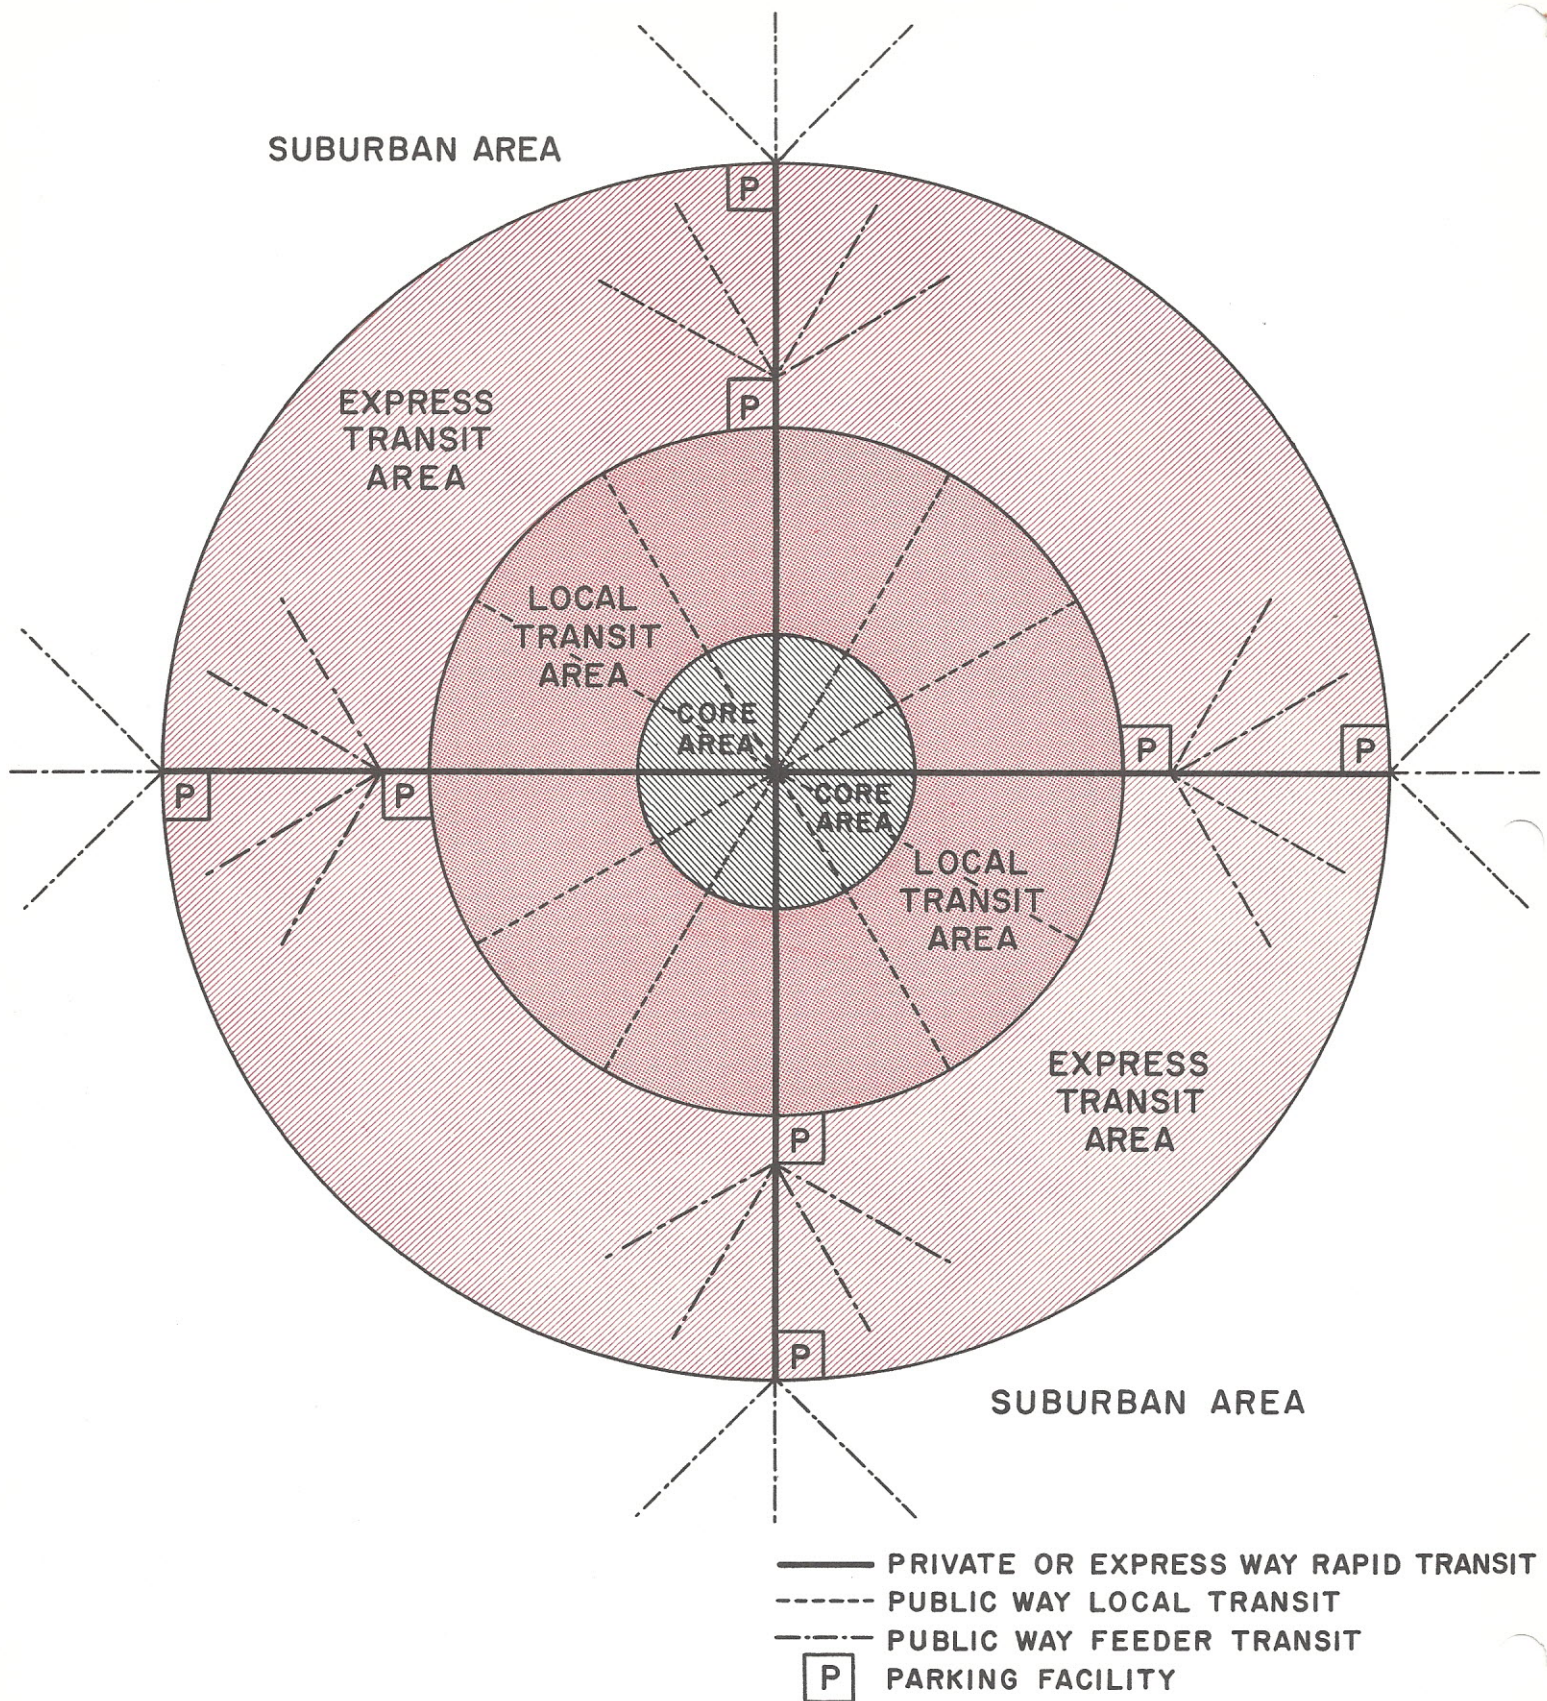 SUBURBAN AREA
P
EXPRESS
TRANSIT
AREA
P
LOCAL
TRANSIT
AREA
CORE
AREA
P
P
P
P
CORE
AREA
LOCAL
TRANSIT
AREA
EXPRESS
TRANSIT
AREA
P
P
SUBURBAN AREA
PRIVATE OR EXPRESS WAY RAPID TRANSIT
PUBLIC WAY LOCAL TRANSIT
PUBLIC WAY FEEDER TRANSIT
P PARKING FACILITY